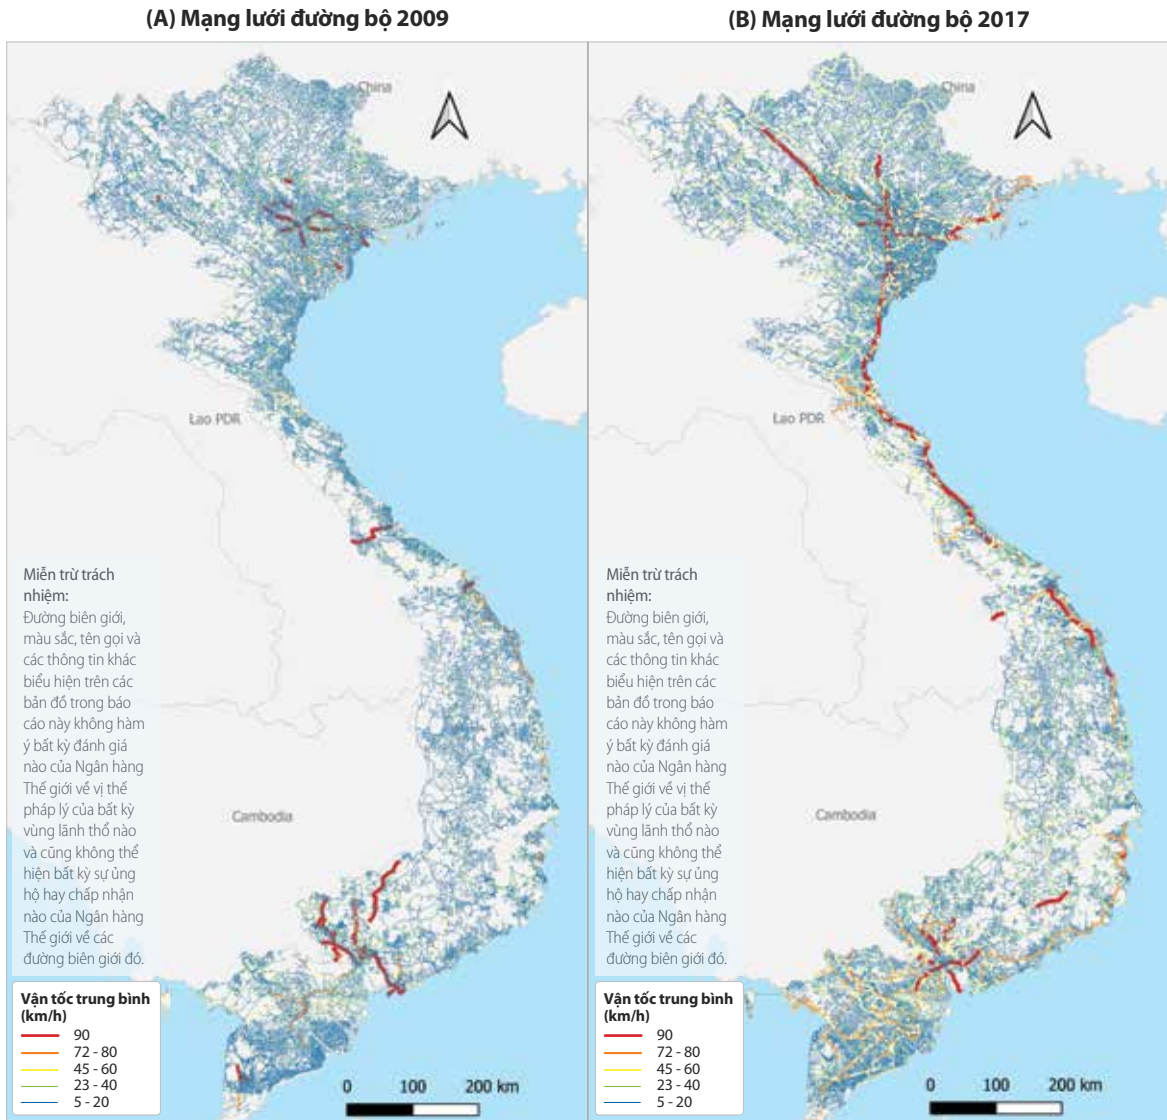 (A) Mạng lưới đường bộ 2009
China
Lao PDR
Cambodia
Miễn trừ trách
nhiệm:
Đường biên giới,
màu sắc, tên gọi và
các thông tin khác
biểu hiện trên các
bản đồ trong báo
cáo này không hàm
ý bất kỳ đánh giá
nào của Ngân hàng
Thế giới về vị thế
pháp lý của bất kỳ
vùng lãnh thổ nào
và cũng không thể
hiện bất kỳ sự ủng
hộ hay chấp nhận
nào của Ngân hàng
Thế giới về các
đường biên giới đó.
Vận tốc trung bình
(km/h)
90
72 - 80
45 - 60
23 - 40
5 - 20
0 100 200 km
(B) Mạng lưới đường bộ 2017
China
Lao PDR
Cambodia
Miễn trừ trách
nhiệm:
Đường biên giới,
màu sắc, tên gọi và
các thông tin khác
biểu hiện trên các
bản đồ trong báo
cáo này không hàm
ý bất kỳ đánh giá
nào của Ngân hàng
Thế giới về vị thế
pháp lý của bất kỳ
vùng lãnh thổ nào
và cũng không thể
hiện bất kỳ sự ủng
hộ hay chấp nhận
nào của Ngân hàng
Thế giới về các
đường biên giới đó.
Vận tốc trung bình
(km/h)
90
72 - 80
45 - 60
23 - 40
5 - 20
0 100 200 km